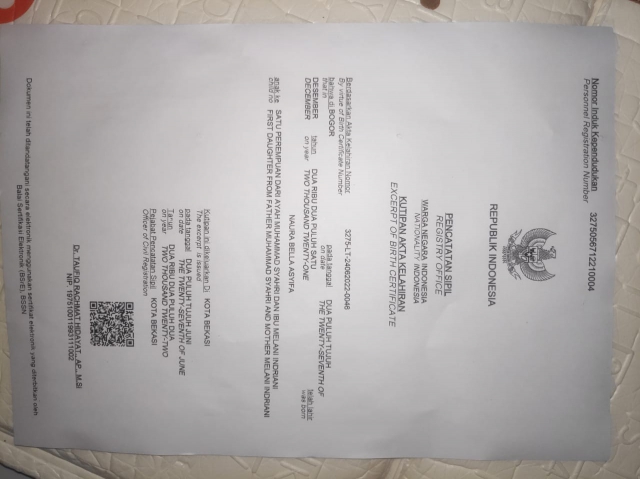 Nomor Induk Kependudukan 3275056712210004
Personnel Registration Number
REPUBLIK INDONESIA
PENCATATAN SIPIL
REGISTRY OFFICE
WARGA NEGARA INDONESIA
NATIONALITY INDONESIA
KUTIPAN AKTA KELAHIRAN
EXCERPT OF BIRTH CERTIFICATE
Berdasarkan Akta Kelahiran Nomor 3275-LT-24062022-0046
By virtue of Birth Certificate Number
bahwa di BOGOR pada tanggal DUA PULUH TUJUH
that in on date THE TWENTY-SEVENTH OF
DESEMBER tahun DUA RIBU DUA PULUH SATU telah lahir
DECEMBER on year TWO THOUSAND TWENTY-ONE was born
NAURA BELLA ASYIFA
anak ke SATU PEREMPUAN DARI AYAH MUHAMMAD SYAHRI DAN IBU MELANI INDRIANI
child no FIRST DAUGHTER FROM FATHER MUHAMMAD SYAHRI AND MOTHER MELANI INDRIANI
Kutipan ini dikeluarkan Di KOTA BEKASI
The excerpt is issued
pada tanggal DUA PULUH TUJUH JUNI
on date THE TWENTY-SEVENTH OF JUNE
Tahun DUA RIBU DUA PULUH DUA
on year TWO THOUSAND TWENTY-TWO
Pejabat Pencatatan Sipil KOTA BEKASI
Officer of Civil Registration
Dr. TAUFIQ RACHMAT HIDAYAT, AP., M.Si
NIP. 197510011993111002
Dokumen ini telah ditandatangani secara elektronik menggunakan sertifikat elektronik yang diterbitkan oleh
Balai Sertifikasi Elektronik (BSrE), BSSN